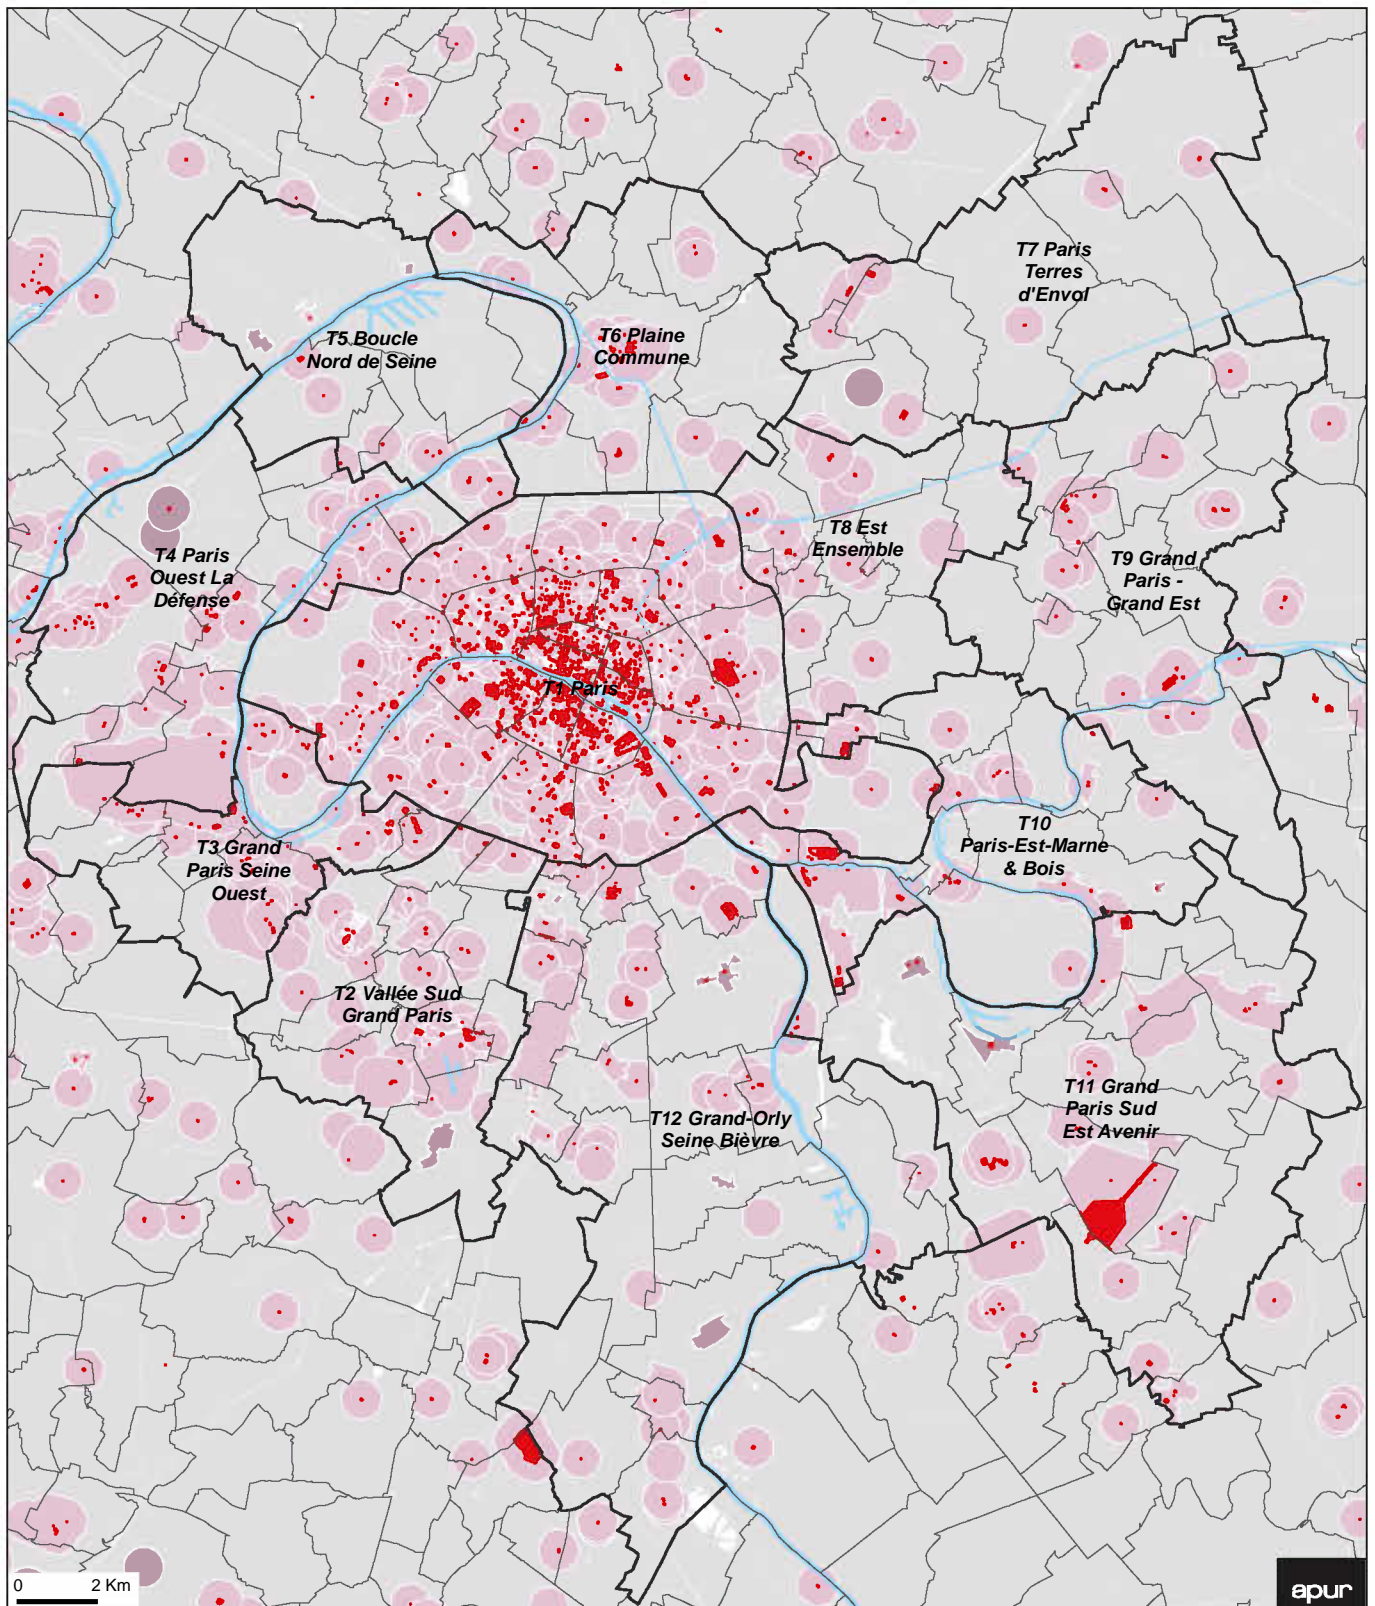 T7 Paris
Terres
d'Envol
T5 Boucle
Nord de Seine
T6 Plaine
Commune
T8 Est
Ensemble
T4 Paris
Ouest La
Défense
T9 Grand
Paris -
Grand Est
T1 Paris
T3 Grand
Paris Seine
Ouest
T10
Paris-Est-Marne
& Bois
T2 Vallée Sud
Grand Paris
T11 Grand
Paris Sud
Est Avenir
T12 Grand-Orly
Seine Bièvre
0 2 Km
apur